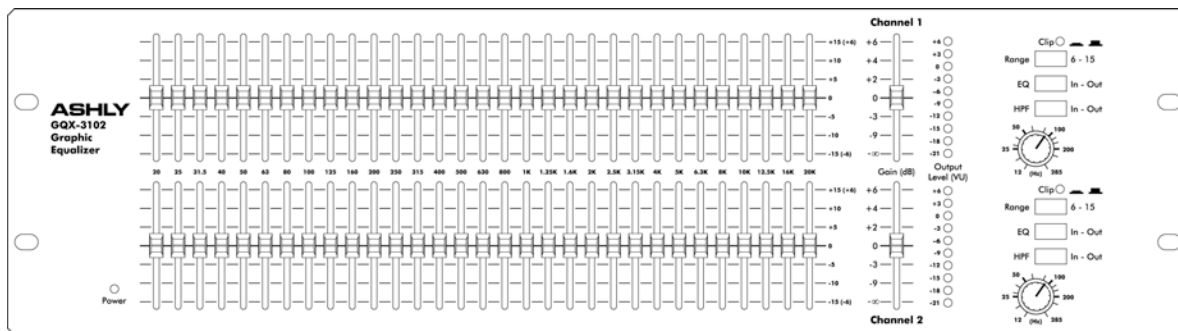 Channel 1
+15 (+6) +6 +6
+3
+10 +4 0
+5 +2 -3
-6
0 0 -9
-5 -3 -12
-15
-10 -9 -18
-15 (-6) -∞ -21
Clip
Range 6 - 15
EQ In - Out
HPF In - Out
50 100
25 200
12 (Hz) 285
ASHLY
GQX-3102
Graphic
Equalizer
20 25 31.5 40 50 63 80 100 125 160 200 250 315 400 500 630 800 1K 1.25K 1.6K 2K 2.5K 3.15K 4K 5K 6.3K 8K 10K 12.5K 16K 20K
Gain (dB)
Output
Level (VU)
+15 (+6) +6 +6
+3
+10 +4 0
+5 +2 -3
-6
0 0 -9
-5 -3 -12
-15
-10 -9 -18
-15 (-6) -∞ -21
Clip
Range 6 - 15
EQ In - Out
HPF In - Out
50 100
25 200
12 (Hz) 285
Power
Channel 2